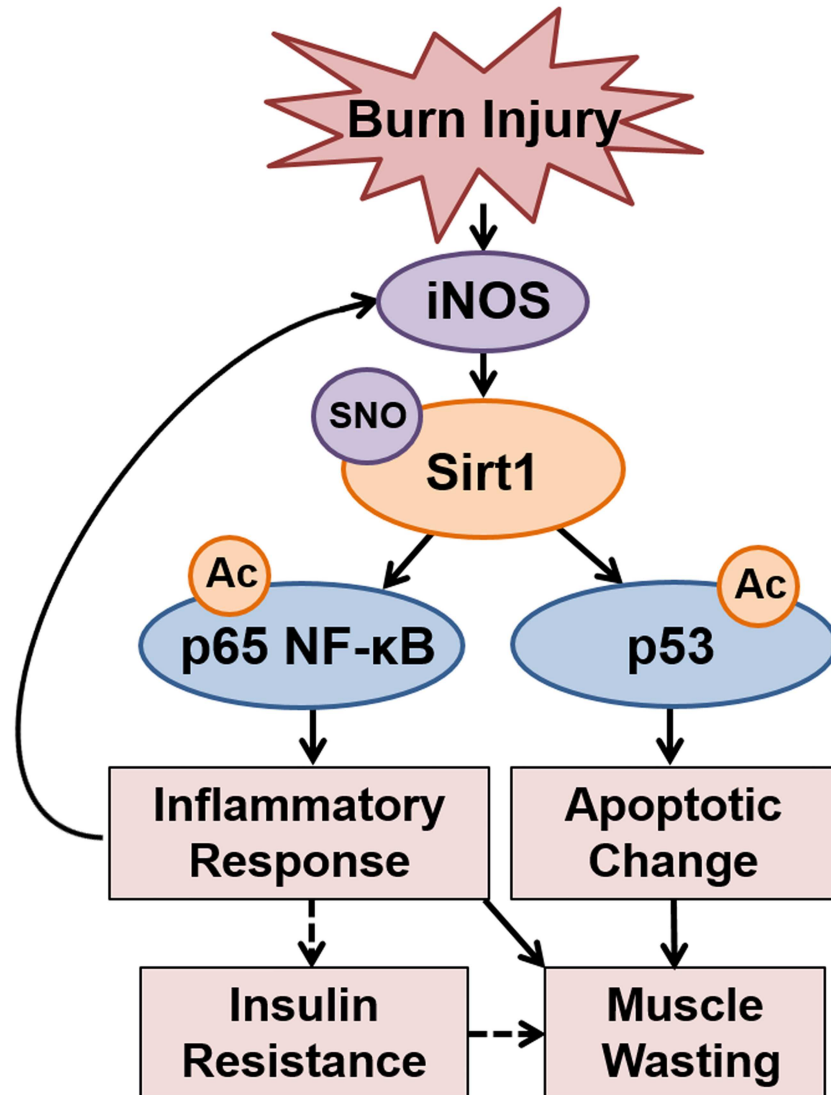 Burn Injury
iNOS
SNO
Sirt1
Ac
Ac
p65 NF-κB
p53
Inflammatory
Response
Apoptotic
Change
Insulin
Resistance
Muscle
Wasting